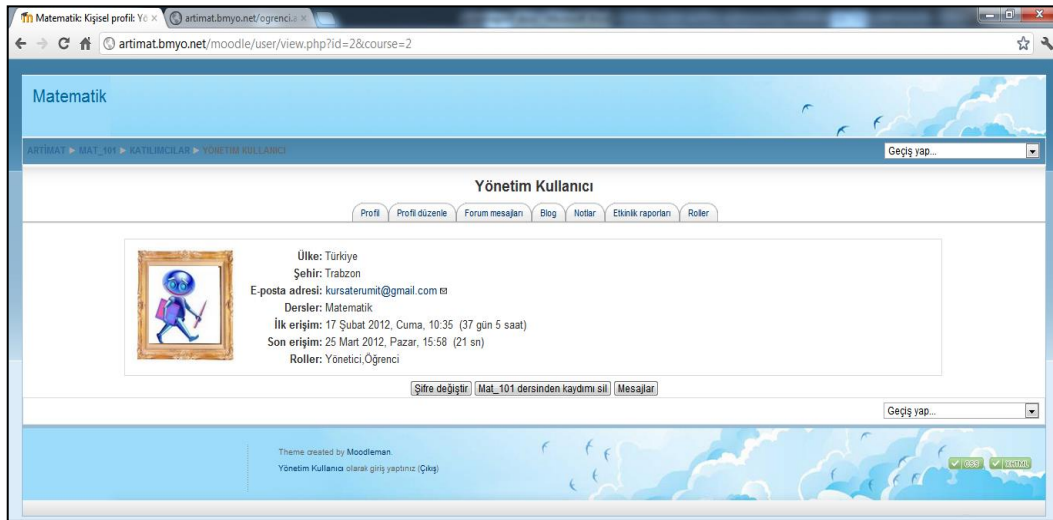 Matematik: Kişisel profil: Yö
artimat.bmyo.net/ogrenci.a
artimat.bmyo.net/moodle/user/view.php?id=2&course=2
Matematik
ARTİMAT ► MAT_101 ► KATILIMCILAR ► YÖNETİM KULLANICI
Geçiş yap...
Yönetim Kullanıcı
Profil Profil düzenle Forum mesajları Blog Notlar Etkinlik raporları Roller
Ülke: Türkiye
Şehir: Trabzon
E-posta adresi: kursaterumit@gmail.com
Dersler: Matematik
İlk erişim: 17 Şubat 2012, Cuma, 10:35 (37 gün 5 saat)
Son erişim: 25 Mart 2012, Pazar, 15:58 (21 sn)
Roller: Yönetici,Öğrenci
Şifre değiştir Mat_101 dersinden kaydımı sil Mesajlar
Geçiş yap...
Theme created by Moodleman.
Yönetim Kullanıcı olarak giriş yaptınız (Çıkış)
CSS XHTML